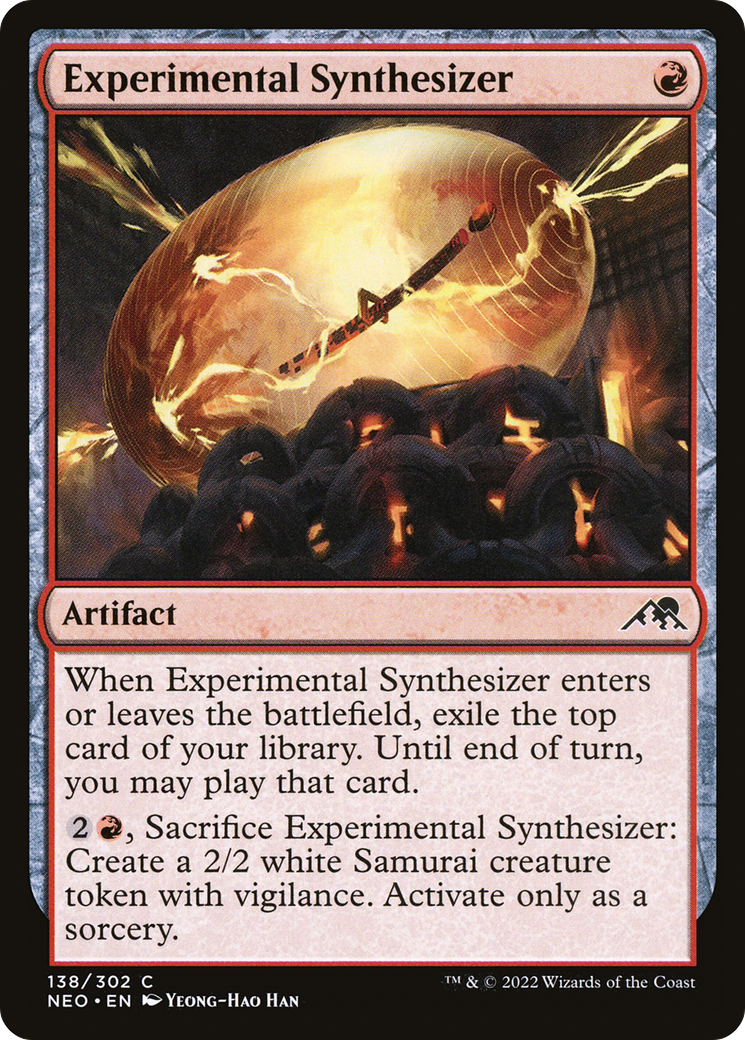 Experimental Synthesizer
Artifact
When Experimental Synthesizer enters
or leaves the battlefield, exile the top
card of your library. Until end of turn,
you may play that card.
2, Sacrifice Experimental Synthesizer:
Create a 2/2 white Samurai creature
token with vigilance. Activate only as a
sorcery.
138/302 C
NEO • EN Yeong-Hao Han
™ & © 2022 Wizards of the Coast